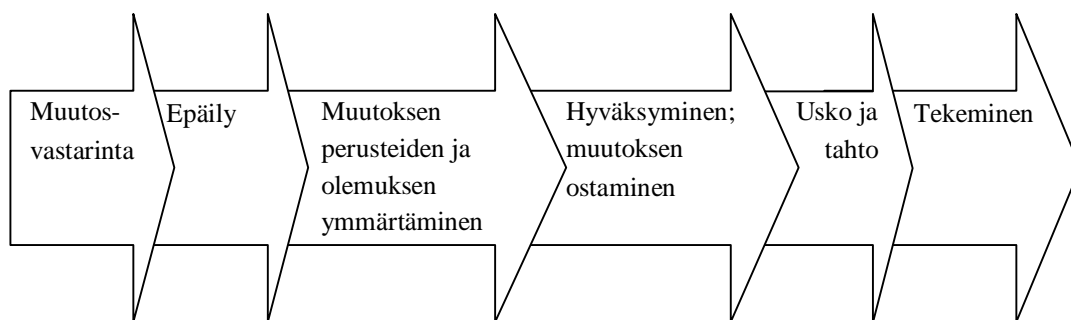 Muutos-
vastarinta
Epäily
Muutoksen
perusteiden ja
olemuksen
ymmärtäminen
Hyväksyminen;
muutoksen
ostaminen
Usko ja
tahto
Tekeminen